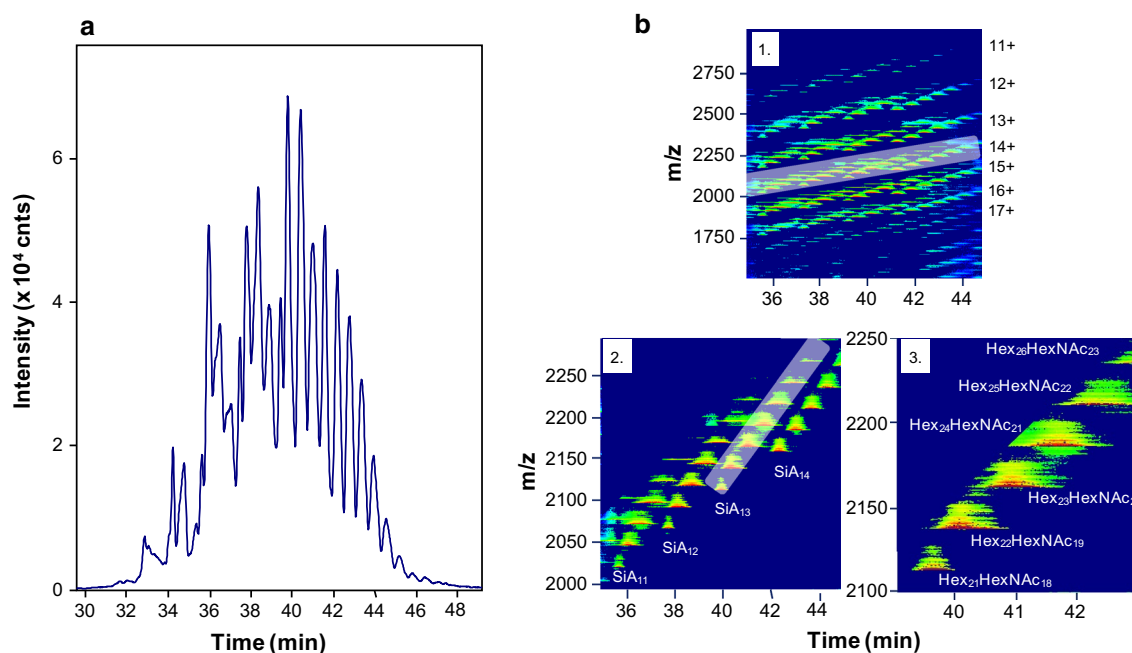 a
Intensity (x 10⁴ cnts)
6
4
2
0
30 32 34 36 38 40 42 44 46 48
Time (min)
b
1.
m/z
2750
2500
2250
2000
1750
36 38 40 42 44
11+
12+
13+
14+
15+
16+
17+
2.
m/z
2250
2200
2150
2100
2050
2000
SiA₁₁
SiA₁₂
SiA₁₃
SiA₁₄
36 38 40 42 44
3.
2250
2200
2150
2100
Hex₂₆HexNAc₂₃
Hex₂₅HexNAc₂₂
Hex₂₄HexNAc₂₁
Hex₂₃HexNAc₂
Hex₂₂HexNAc₁₉
Hex₂₁HexNAc₁₈
40 41 42
Time (min)